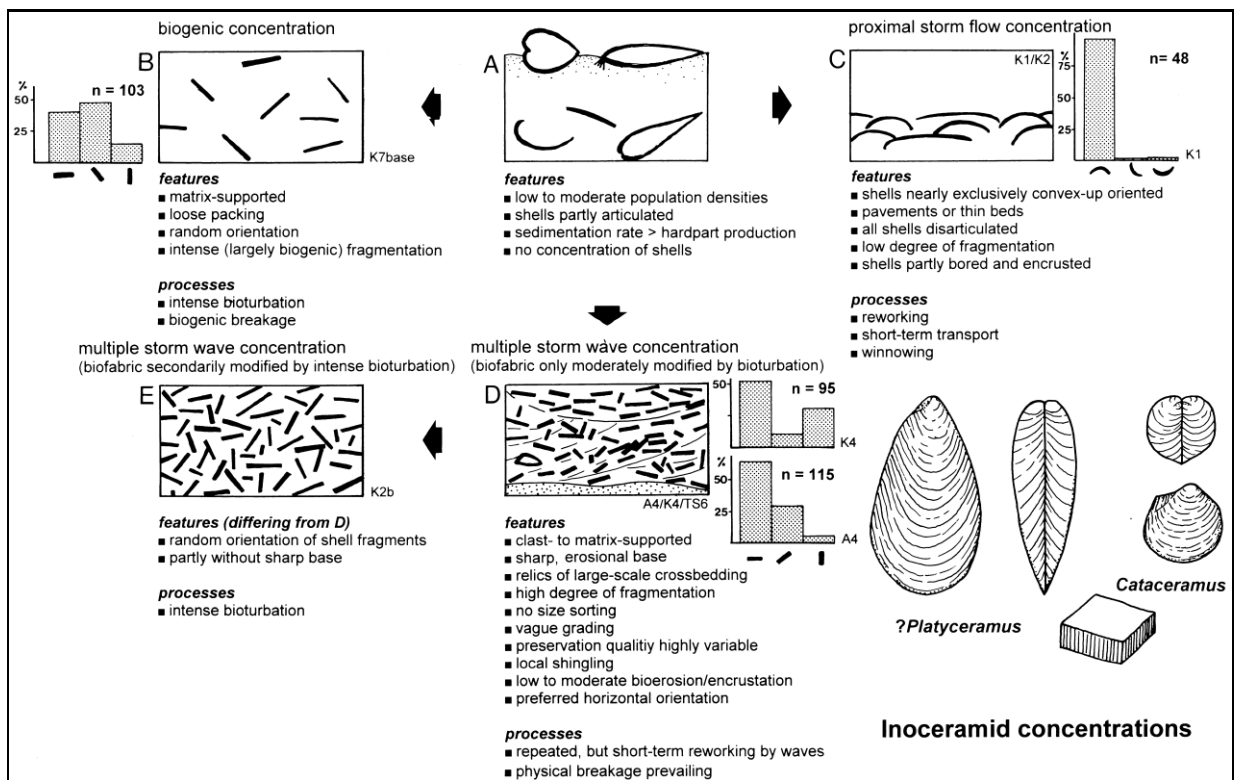 biogenic concentration
B
%
50
25
n = 103
K7base
features
■ matrix-supported
■ loose packing
■ random orientation
■ intense (largely biogenic) fragmentation
processes
■ intense bioturbation
■ biogenic breakage
A
features
■ low to moderate population densities
■ shells partly articulated
■ sedimentation rate > hardpart production
■ no concentration of shells
proximal storm flow concentration
C
K1/K2
%
75
50
25
n= 48
K1
features
■ shells nearly exclusively convex-up oriented
■ pavements or thin beds
■ all shells disarticulated
■ low degree of fragmentation
■ shells partly bored and encrusted
processes
■ reworking
■ short-term transport
■ winnowing
multiple storm wave concentration
(biofabric secondarily modified by intense bioturbation)
E
K2b
features (differing from D)
■ random orientation of shell fragments
■ partly without sharp base
processes
■ intense bioturbation
multiple storm wave concentration
(biofabric only moderately modified by bioturbation)
D
A4/K4/TS6
50
n = 95
K4
%
50
25
n = 115
A4
features
■ clast- to matrix-supported
■ sharp, erosional base
■ relics of large-scale crossbedding
■ high degree of fragmentation
■ no size sorting
■ vague grading
■ preservation qualitiy highly variable
■ local shingling
■ low to moderate bioerosion/encrustation
■ preferred horizontal orientation
processes
■ repeated, but short-term reworking by waves
■ physical breakage prevailing
?Platyceramus
Cataceramus
Inoceramid concentrations